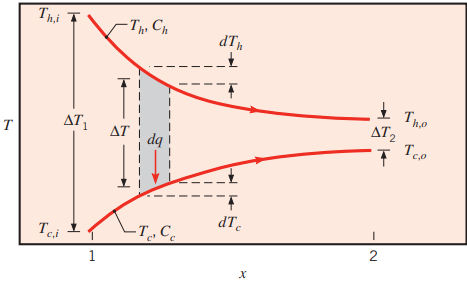 T_{h,i}
T_h, C_h
dT_h
T
ΔT_1
ΔT
dq
ΔT_2
T_{h,o}
T_{c,o}
T_{c,i}
T_c, C_c
dT_c
1
2
x